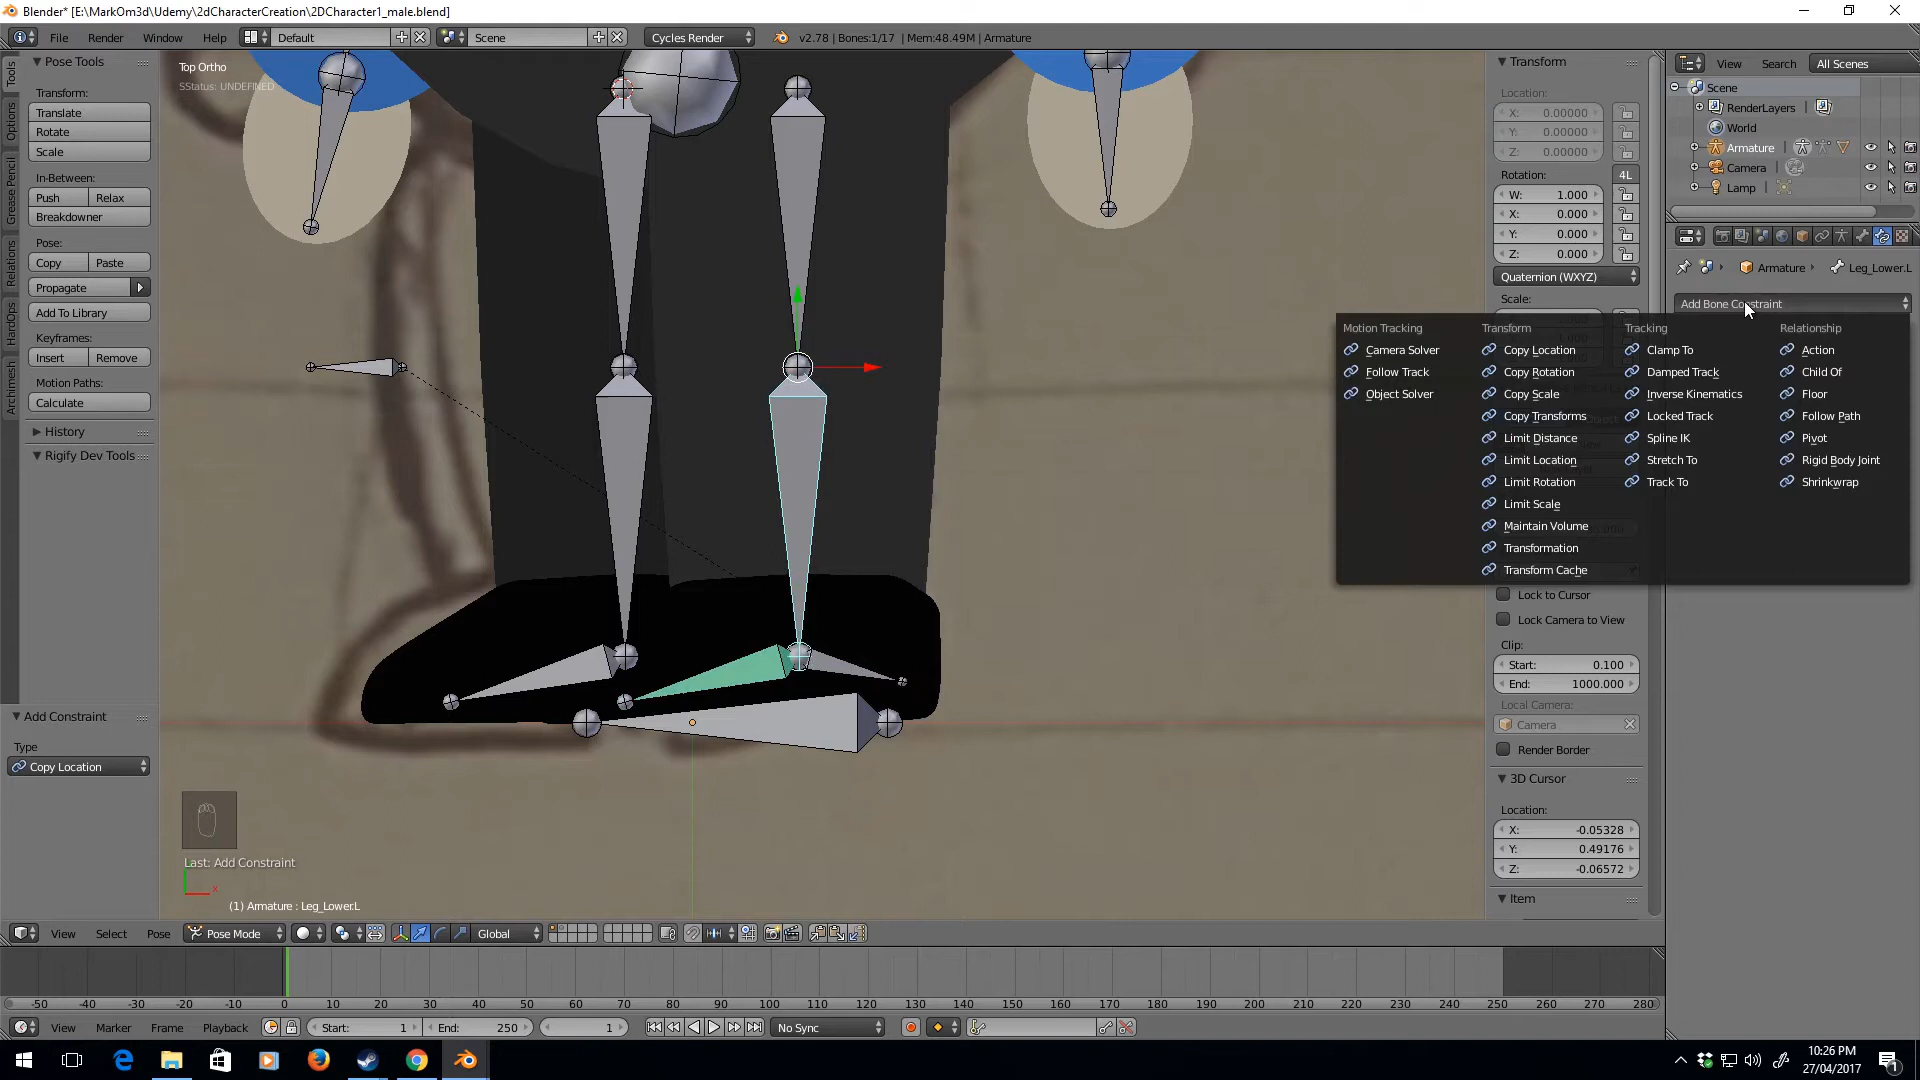 Blender* [E:\MarkOm3d\Udemy\2dCharacterCreation\2DCharacter1_male.blend]
File Render Window Help Default Scene Cycles Render v2.78 | Bones:1/17 | Mem:48.49M | Armature
Tools
Options
Grease Pencil
Relations
HardOps
Archimesh
Pose Tools
Transform:
Translate
Rotate
Scale
In-Between:
Push Relax
Breakdowner
Pose:
Copy Paste
Propagate
Add To Library
Keyframes:
Insert Remove
Motion Paths:
Calculate
History
Rigify Dev Tools
Add Constraint
Type
Copy Location
Top Ortho
SStatus: UNDEFINED
Last: Add Constraint
x
(1) Armature : Leg_Lower.L
Transform
Location:
X: 0.00000
Y: 0.00000
Z: 0.00000
Rotation: 4L
W: 1.000
X: 0.000
Y: 0.000
Z: 0.000
Quaternion (WXYZ)
Scale:
Lock to Cursor
Lock Camera to View
Clip:
Start: 0.100
End: 1000.000
Local Camera:
Camera
Render Border
3D Cursor
Location:
X: -0.05328
Y: 0.49176
Z: -0.06572
Item
View Search All Scenes
Scene
RenderLayers
World
Armature
Camera
Lamp
Armature Leg_Lower.L
Add Bone Constraint
Motion Tracking
Camera Solver
Follow Track
Object Solver
Transform
Copy Location
Copy Rotation
Copy Scale
Copy Transforms
Limit Distance
Limit Location
Limit Rotation
Limit Scale
Maintain Volume
Transformation
Transform Cache
Tracking
Clamp To
Damped Track
Inverse Kinematics
Locked Track
Spline IK
Stretch To
Track To
Relationship
Action
Child Of
Floor
Follow Path
Pivot
Rigid Body Joint
Shrinkwrap
View Select Pose Pose Mode Global
-50 -40 -30 -20 -10 0 10 20 30 40 50 60 70 80 90 100 110 120 130 140 150 160 170 180 190 200 210 220 230 240 250 260 270 280
View Marker Frame Playback Start: 1 End: 250 1 No Sync
10:26 PM
27/04/2017
1